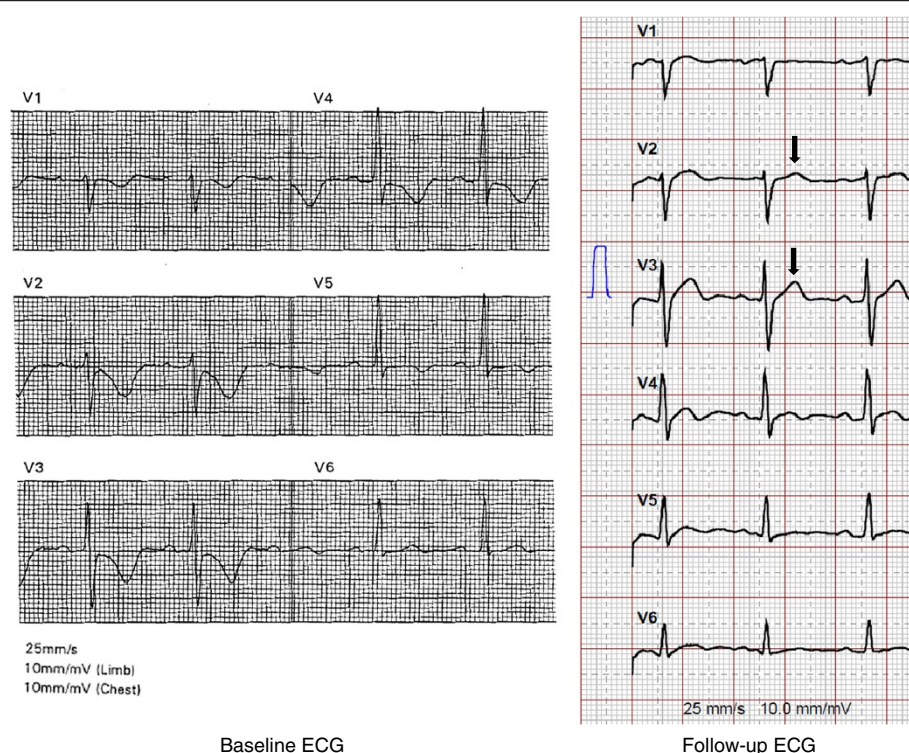 V1
V4
V2
V5
V3
V6
25mm/s
10mm/mV (Limb)
10mm/mV (Chest)
Baseline ECG
V1
V2
V3
V4
V5
V6
25 mm/s 10.0 mm/mV
Follow-up ECG